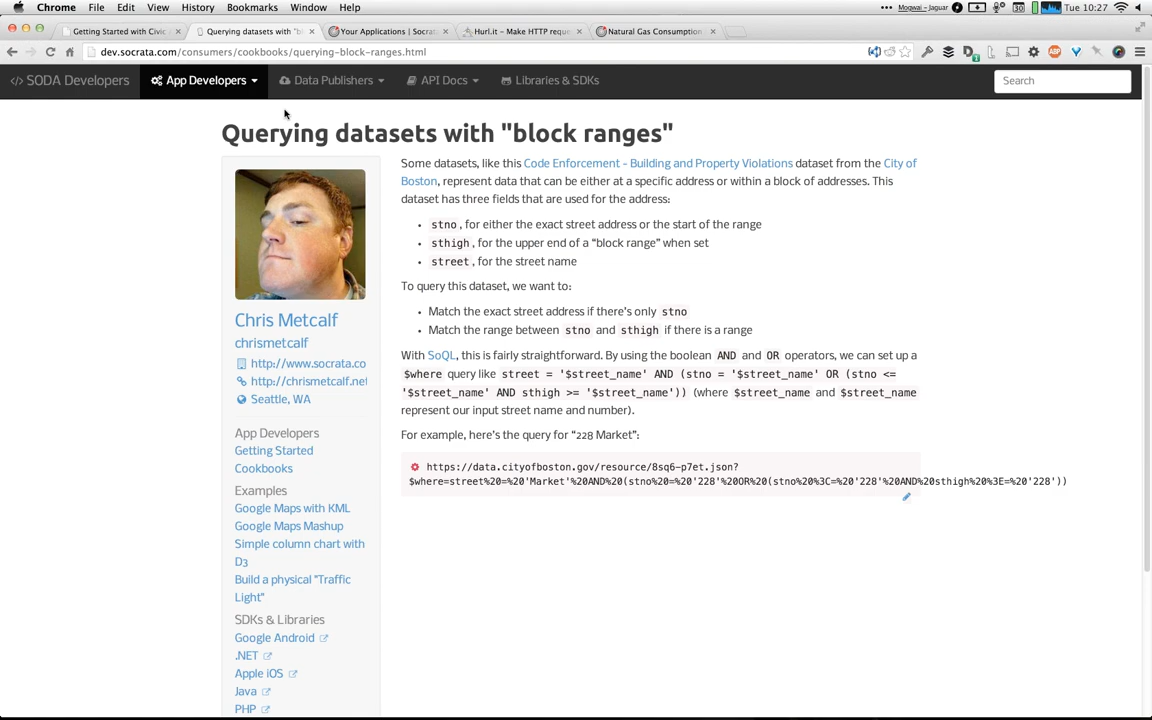 Chrome File Edit View History Bookmarks Window Help
Mogwai – Jaguar
30
Tue 10:27
Getting Started with Civic
Querying datasets with "b
Your Applications | Socrat
Hurl.it - Make HTTP reque
Natural Gas Consumption
dev.socrata.com/consumers/cookbooks/querying-block-ranges.html
</> SODA Developers App Developers Data Publishers API Docs Libraries & SDKs Search
Querying datasets with "block ranges"
Chris Metcalf
chrismetcalf
http://www.socrata.co
http://chrismetcalf.net
Seattle, WA
App Developers
Getting Started
Cookbooks
Examples
Google Maps with KML
Google Maps Mashup
Simple column chart with
D3
Build a physical "Traffic
Light"
SDKs & Libraries
Google Android
.NET
Apple iOS
Java
PHP
Some datasets, like this Code Enforcement - Building and Property Violations dataset from the City of
Boston, represent data that can be either at a specific address or within a block of addresses. This
dataset has three fields that are used for the address:
• stno, for either the exact street address or the start of the range
• sthigh, for the upper end of a “block range” when set
• street, for the street name
To query this dataset, we want to:
• Match the exact street address if there's only stno
• Match the range between stno and sthigh if there is a range
With SoQL, this is fairly straightforward. By using the boolean AND and OR operators, we can set up a
$where query like street = '$street_name' AND (stno = '$street_name' OR (stno <=
'$street_name' AND sthigh >= '$street_name')) (where $street_name and $street_name
represent our input street name and number).
For example, here's the query for “228 Market”:
https://data.cityofboston.gov/resource/8sq6-p7et.json?
$where=street%20=%20'Market'%20AND%20(stno%20=%20'228'%20OR%20(stno%20%3C=%20'228'%20AND%20sthigh%20%3E=%20'228'))